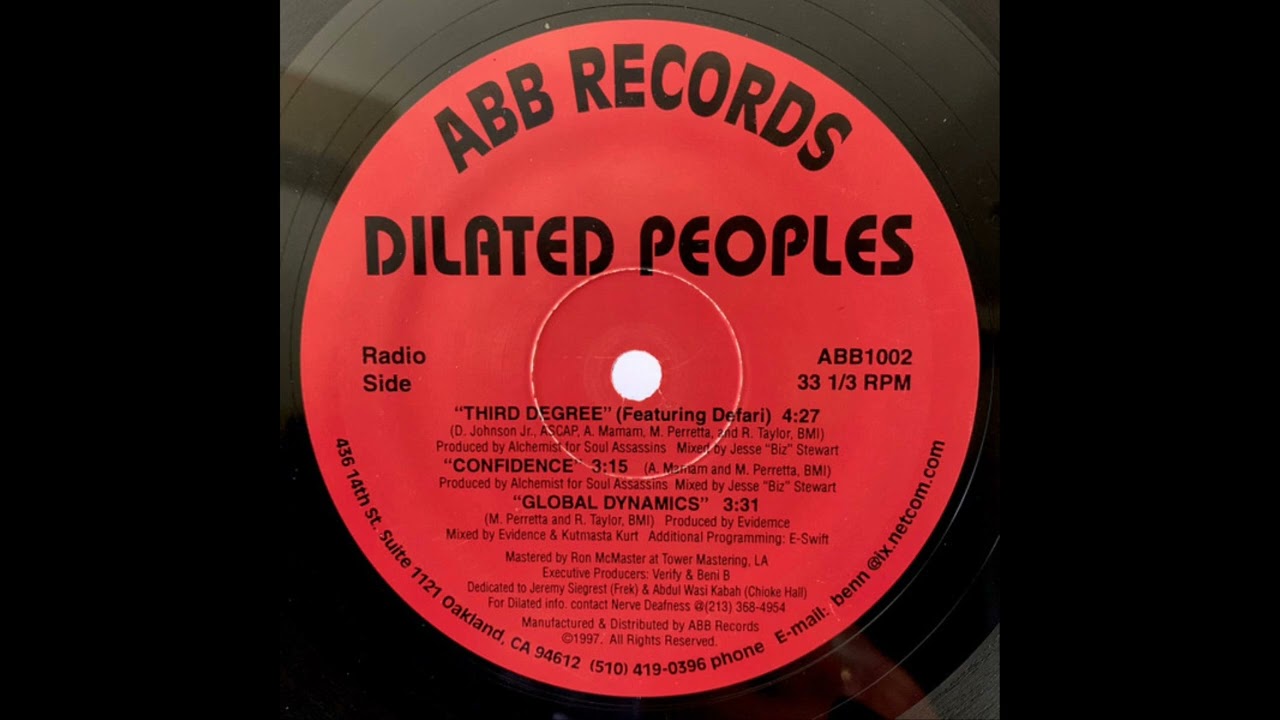 ABB RECORDS
DILATED PEOPLES
Radio
Side
ABB1002
33 1/3 RPM
“THIRD DEGREE” (Featuring Defari) 4:27
(D. Johnson Jr., ASCAP, A. Mamam, M. Perretta, and R. Taylor, BMI)
Produced by Alchemist for Soul Assassins Mixed by Jesse “Biz” Stewart
“CONFIDENCE” 3:15 (A. Mamam and M. Perretta, BMI)
Produced by Alchemist for Soul Assassins Mixed by Jesse “Biz” Stewart
“GLOBAL DYNAMICS” 3:31
(M. Perretta and R. Taylor, BMI) Produced by Evidemce
Mixed by Evidence & Kutmasta Kurt Additional Programming: E-Swift
Mastered by Ron McMaster at Tower Mastering, LA
Executive Producers: Verify & Beni B
Dedicated to Jeremy Siegrest (Frek) & Abdul Wasi Kabah (Chioke Hall)
For Dilated info. contact Nerve Deafness @(213) 368-4954
Manufactured & Distributed by ABB Records
©1997. All Rights Reserved.
436 14th St. Suite 1121 Oakland, CA 94612 (510) 419-0396 phone E-mail: benn @ix.netcom.com